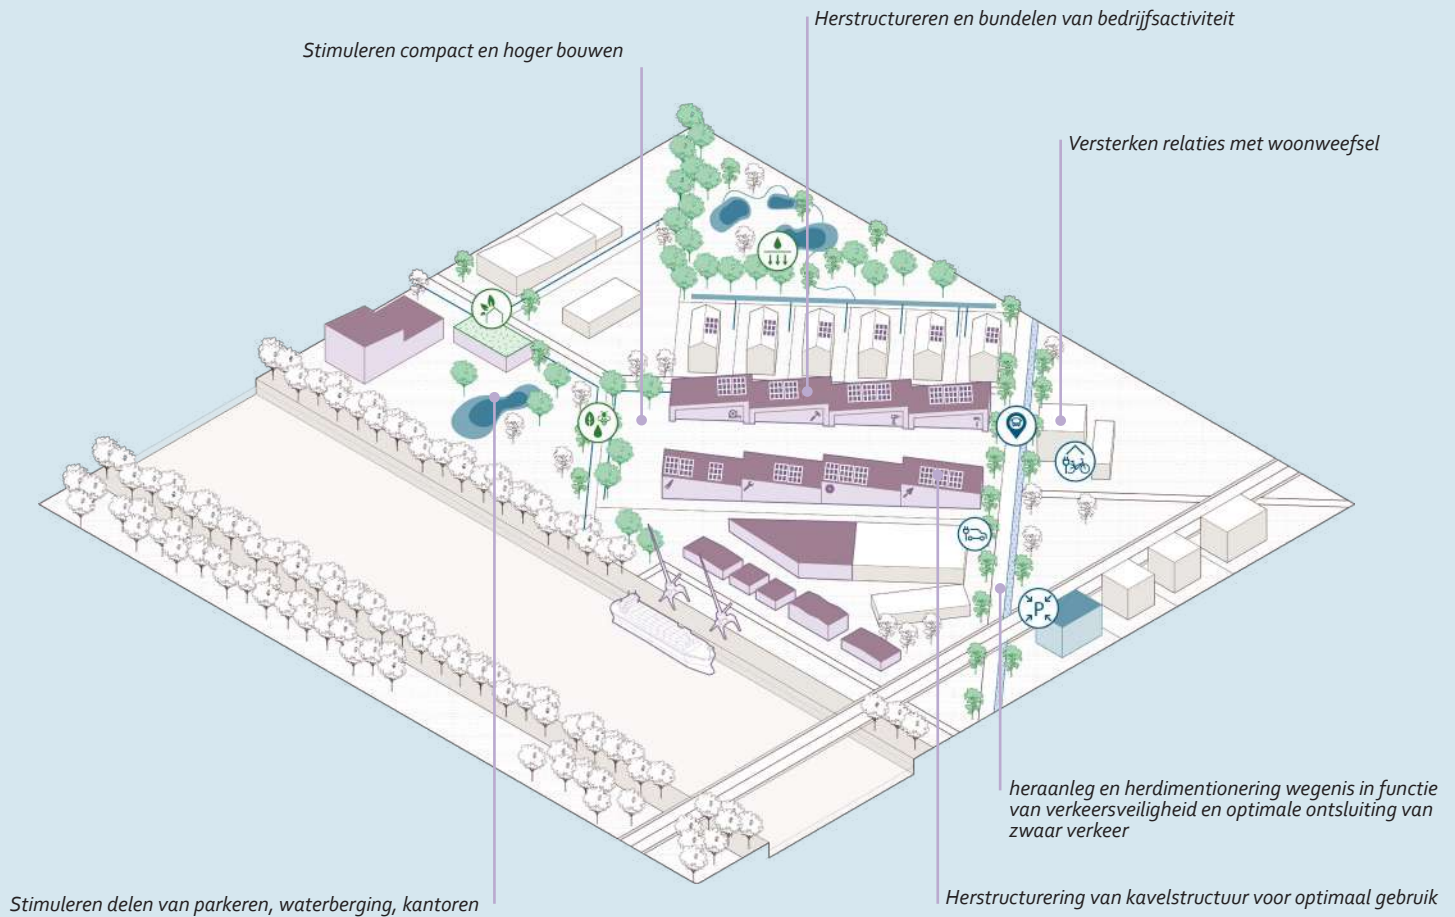 Herstructureren en bundelen van bedrijfsactiviteit
Stimuleren compact en hoger bouwen
Versterken relaties met woonweefsel
P
heraanleg en herdimentionering wegenis in functie
van verkeersveiligheid en optimale ontsluiting van
zwaar verkeer
Herstructurering van kavelstructuur voor optimaal gebruik
Stimuleren delen van parkeren, waterberging, kantoren